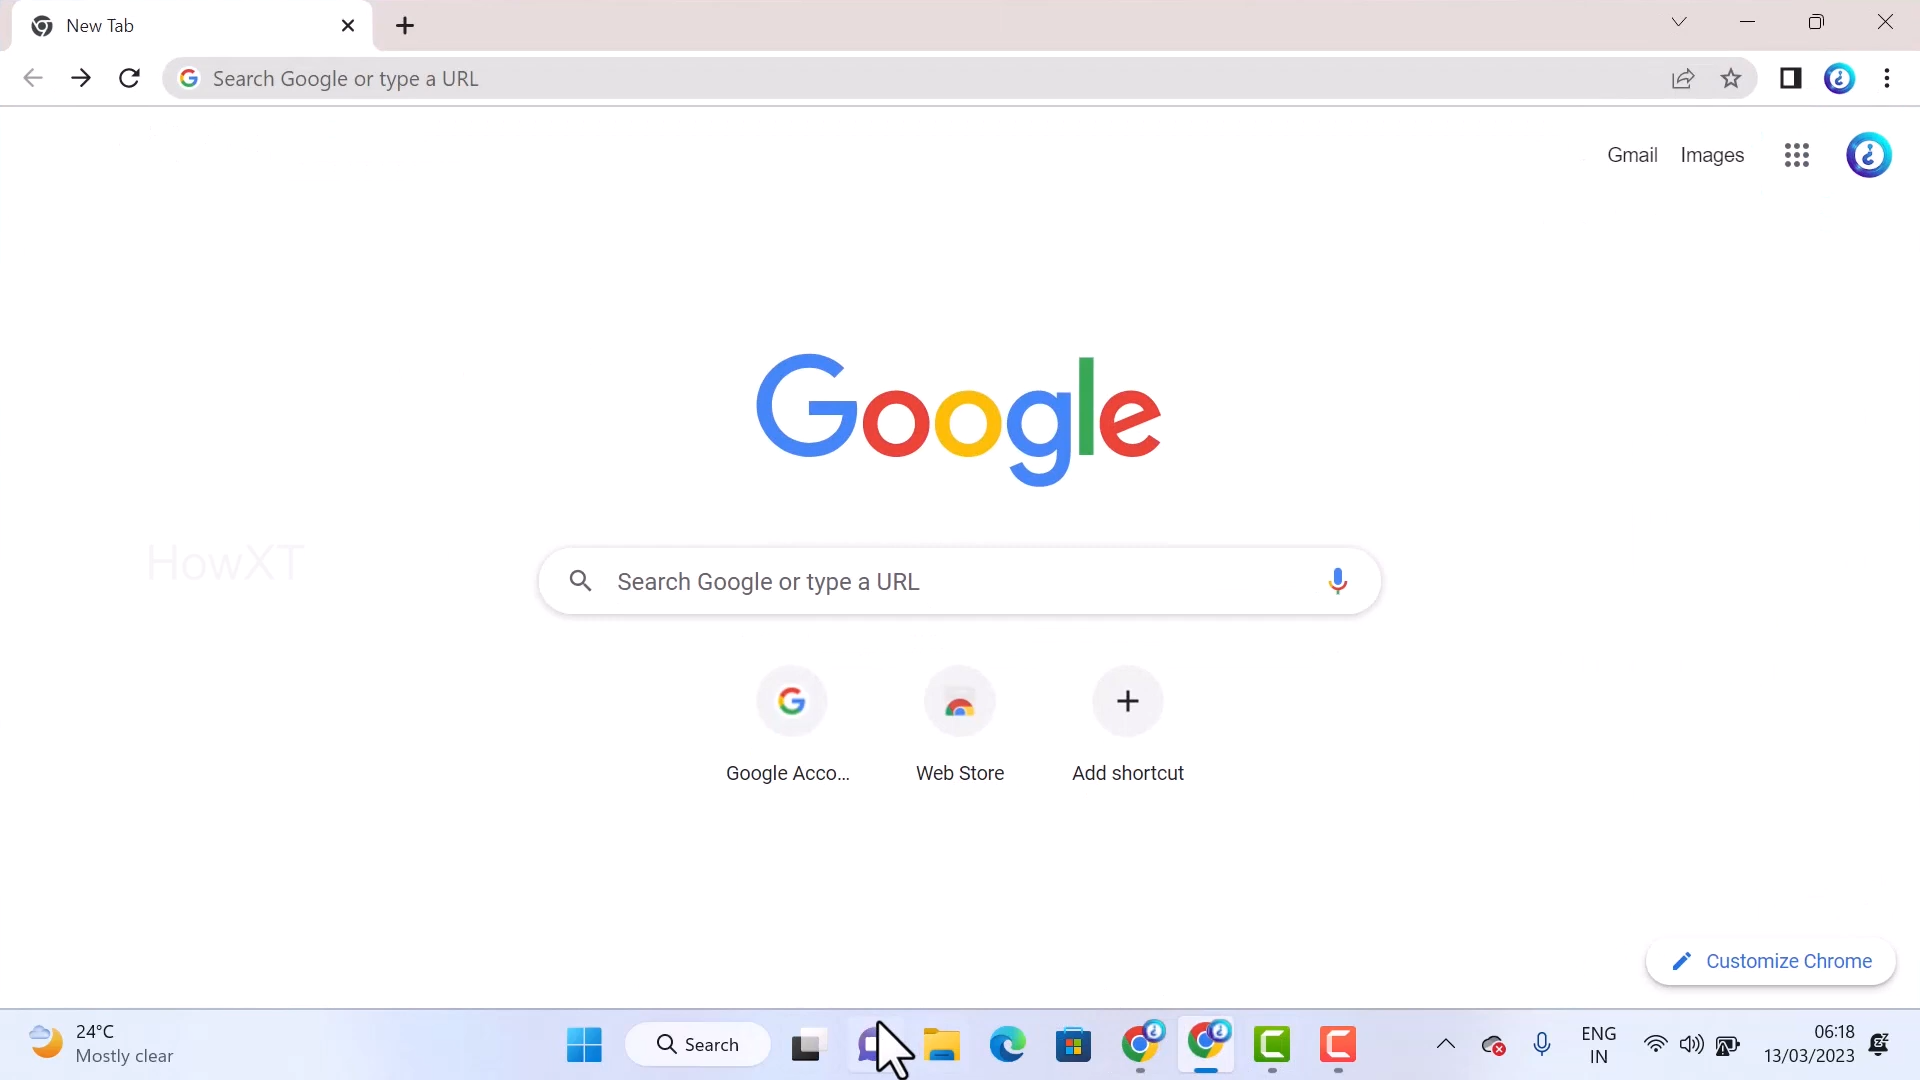 New Tab
Search Google or type a URL
Gmail Images
Google
HowXT
Search Google or type a URL
Google Acco...
Web Store
Add shortcut
Customize Chrome
24°C
Mostly clear
Search
ENG
IN
06:18
13/03/2023